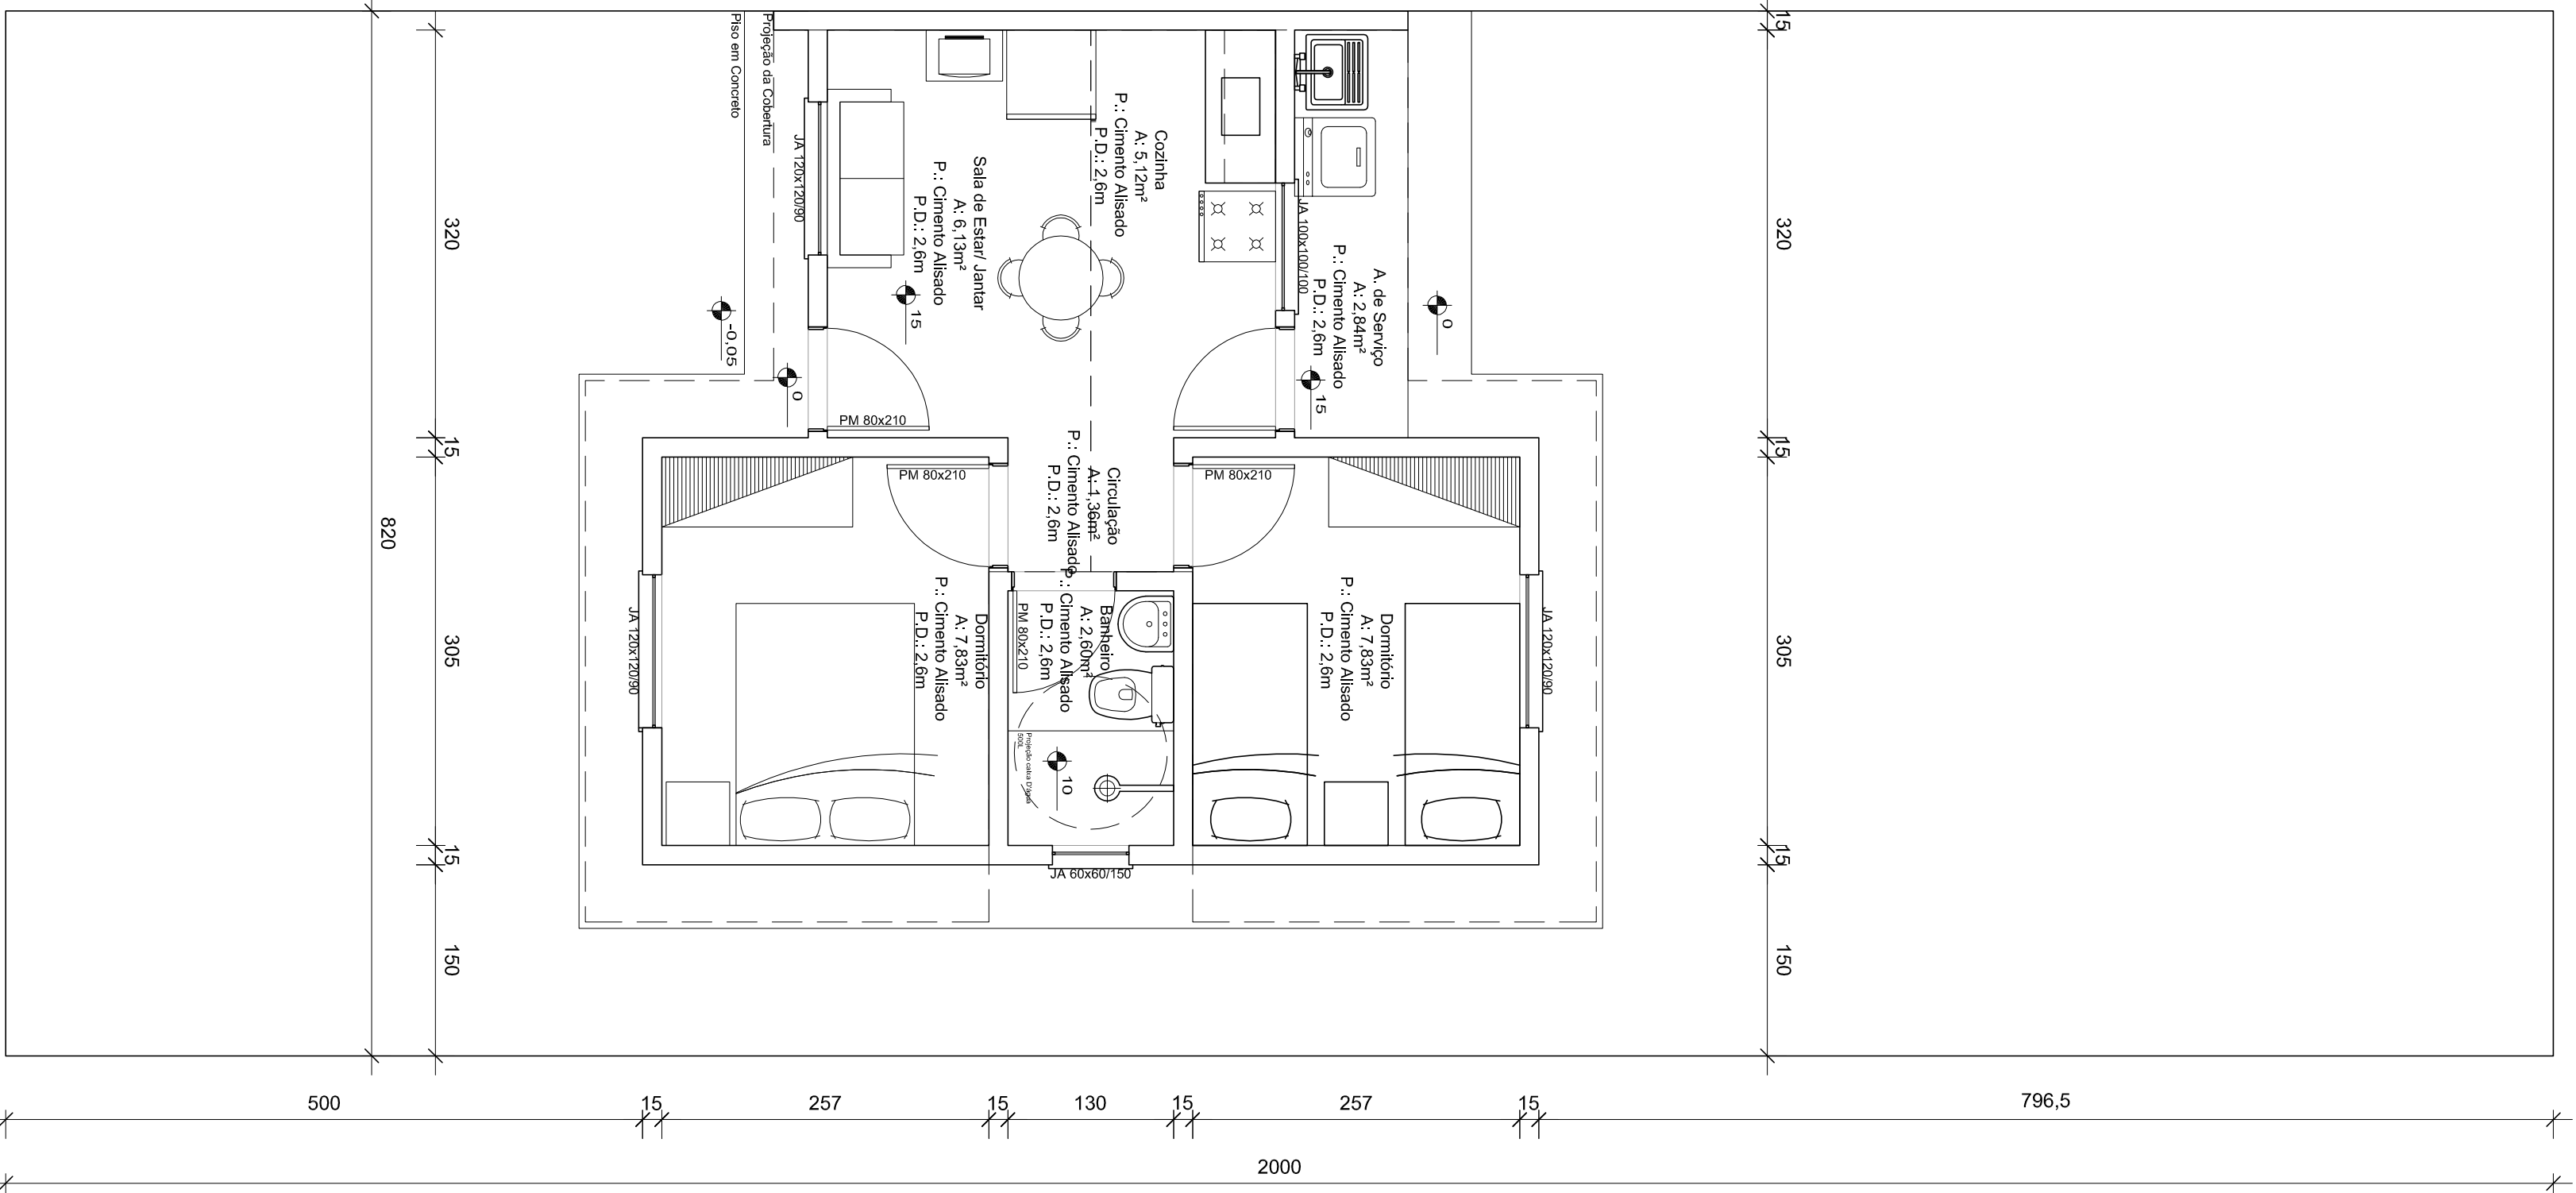 Piso em Concreto
Projeção da Cobertura
JA 120x120/90
Sala de Estar/ Jantar
A: 6,13m²
P.: Cimento Alisado
P.D.: 2,6m
Cozinha
A: 5,12m²
P.: Cimento Alisado
P.D.: 2,6m
JA 100x100/100
A. de Serviço
A: 2,84m²
P.: Cimento Alisado
P.D.: 2,6m
15
-0,05
0
15
0
PM 80x210
PM 80x210
PM 80x210
Circulação
A: 1,36m²
P.: Cimento Alisado
P.D.: 2,6m
Dormitório
A: 7,83m²
P.: Cimento Alisado
P.D.: 2,6m
Banheiro
A: 2,60m²
P.: Cimento Alisado
P.D.: 2,6m
PM 80x210
Projeção caixa D'água
500L
10
Dormitório
A: 7,83m²
P.: Cimento Alisado
P.D.: 2,6m
JA 120x120/90
JA 120x120/90
JA 60x60/150
320
15
305
15
150
820
15
320
15
305
15
150
500
15
257
15
130
15
257
15
796,5
2000